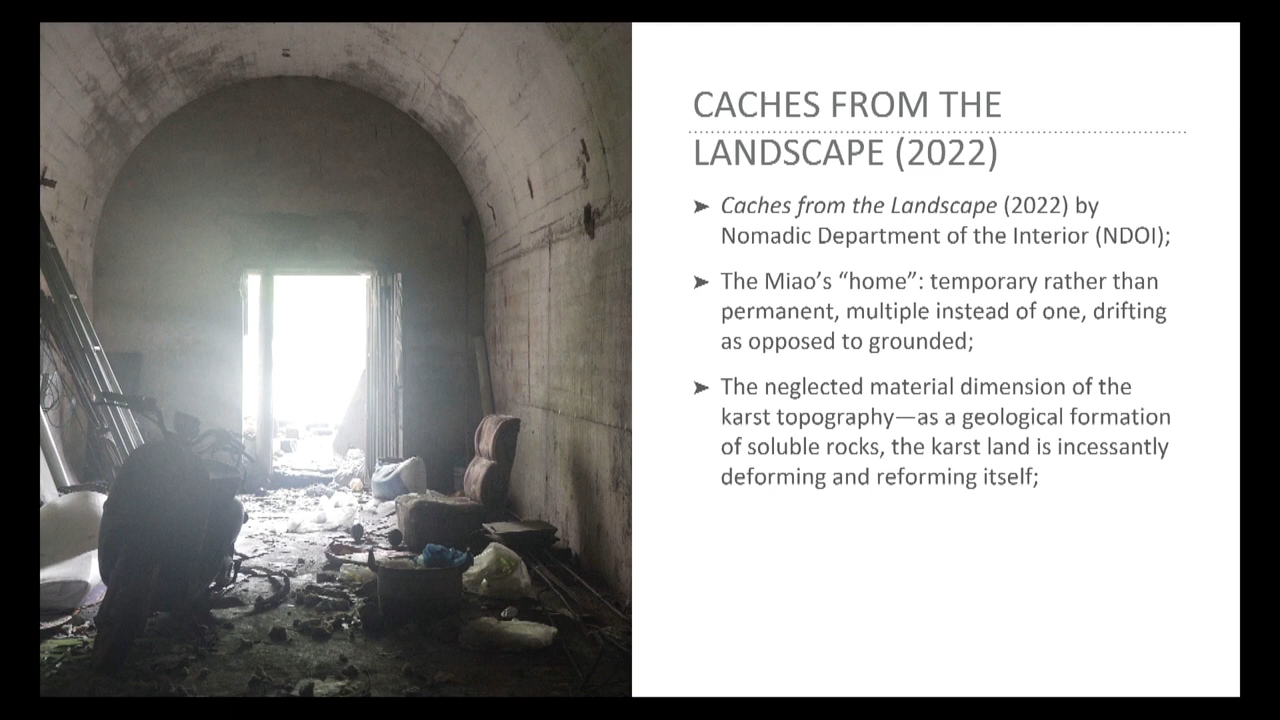 CACHES FROM THE
LANDSCAPE (2022)
➤ Caches from the Landscape (2022) by
Nomadic Department of the Interior (NDOI);
➤ The Miao’s “home”: temporary rather than
permanent, multiple instead of one, drifting
as opposed to grounded;
➤ The neglected material dimension of the
karst topography—as a geological formation
of soluble rocks, the karst land is incessantly
deforming and reforming itself;